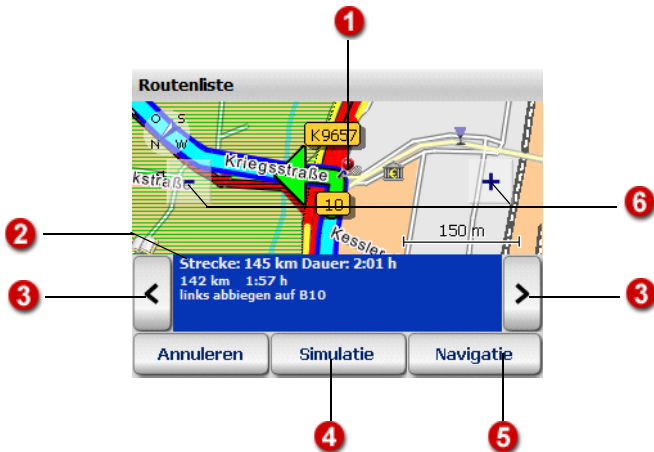 1
Routenliste
O S
N W
K9657
Kriegsstraße
kstraße
-
+
10
Kessler
150 m
6
2
Strecke: 145 km Dauer: 2:01 h
3
<
142 km 1:57 h
>
3
links abbiegen auf B10
Annuleren
Simulatie
Navigatie
4
5